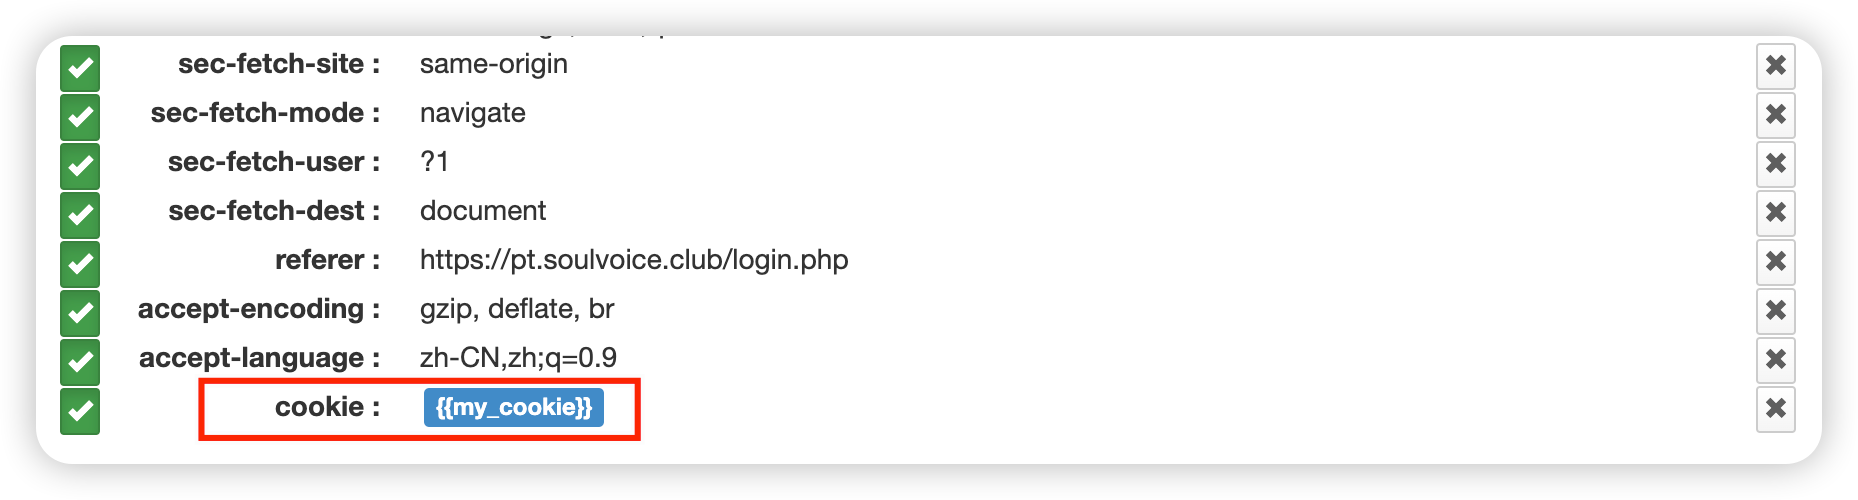 sec-fetch-site : same-origin
sec-fetch-mode : navigate
sec-fetch-user : ?1
sec-fetch-dest : document
referer : https://pt.soulvoice.club/login.php
accept-encoding : gzip, deflate, br
accept-language : zh-CN,zh;q=0.9
cookie : {{my_cookie}}